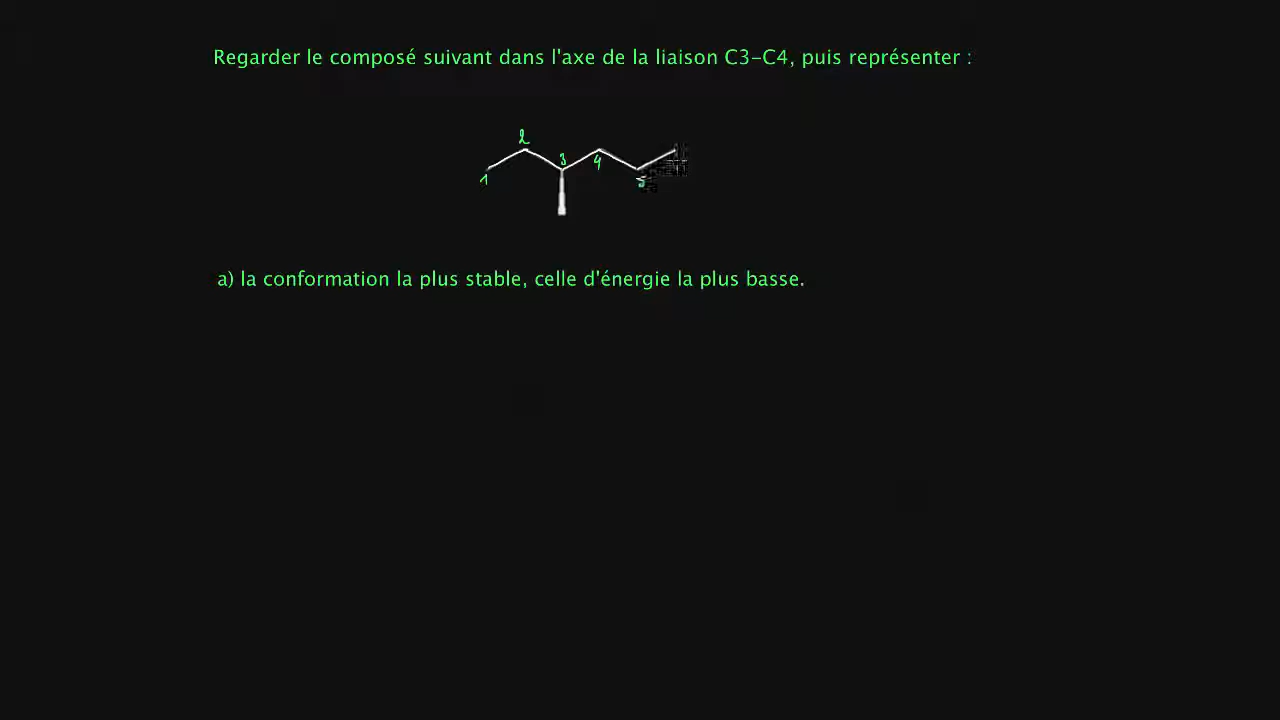 Regarder le composé suivant dans l'axe de la liaison C3-C4, puis représenter :
2
3
4
1
5
a) la conformation la plus stable, celle d'énergie la plus basse.